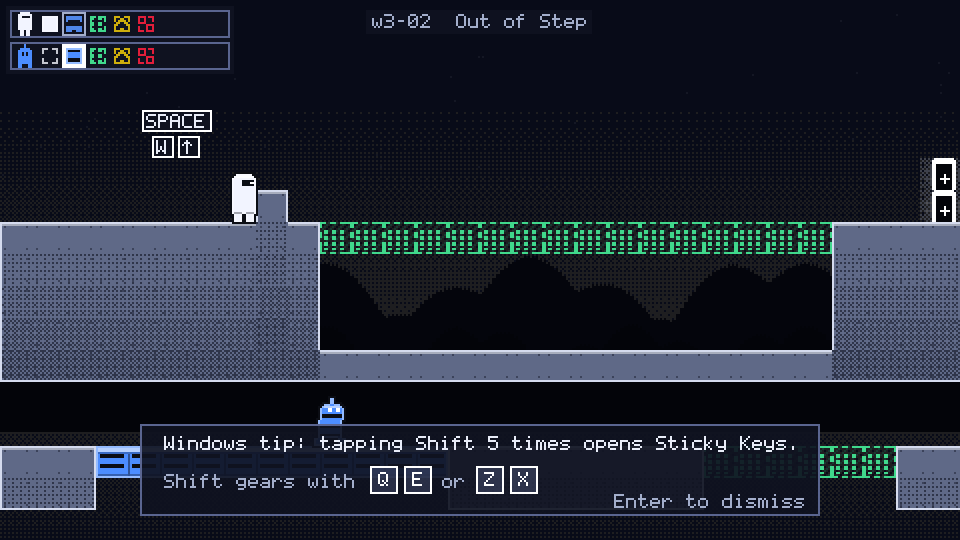 w3-02 Out of Step
SPACE
W ↑
Windows tip: tapping Shift 5 times opens Sticky Keys.
Shift gears with Q E or Z X
Enter to dismiss